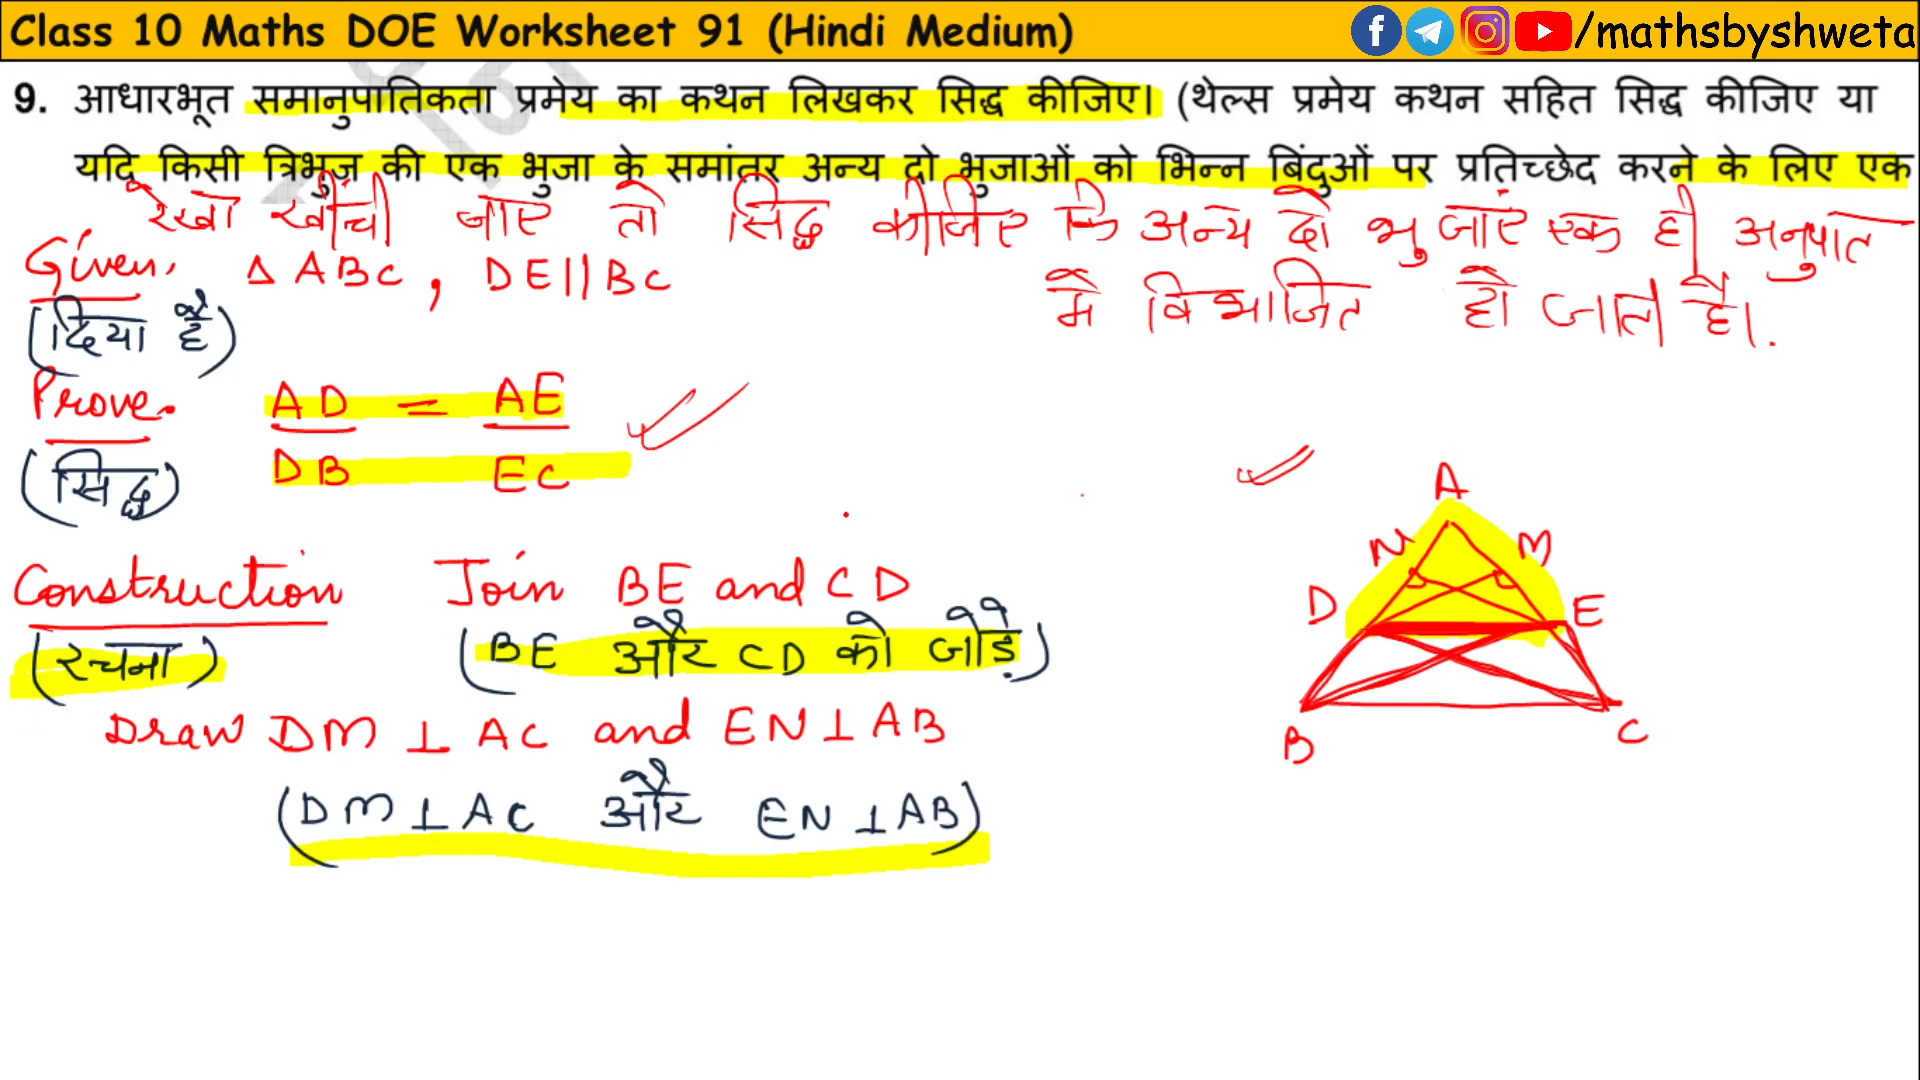 Class 10 Maths DOE Worksheet 91 (Hindi Medium) /mathsbyshweta
9. आधारभूत समानुपातिकता प्रमेय का कथन लिखकर सिद्ध कीजिए। (थेल्स प्रमेय कथन सहित सिद्ध कीजिए या
यदि किसी त्रिभुज की एक भुजा के समांतर अन्य दो भुजाओं को भिन्न बिंदुओं पर प्रतिच्छेद करने के लिए एक
रेखा खींची जाए तो सिद्ध कीजिए कि अन्य दो भुजाएं एक ही अनुपात
में विभाजित हो जाती है।.
Given, Δ ABC, DE||BC
(दिया है)
Prove. AD = AE
(सिद्ध) DB EC
Construction Join BE and CD
(रचना) (BE और CD को जोड़े.)
Draw DM ⊥ AC and EN ⊥ AB
(DM ⊥ AC और EN ⊥ AB)
A
N M
D E
B C